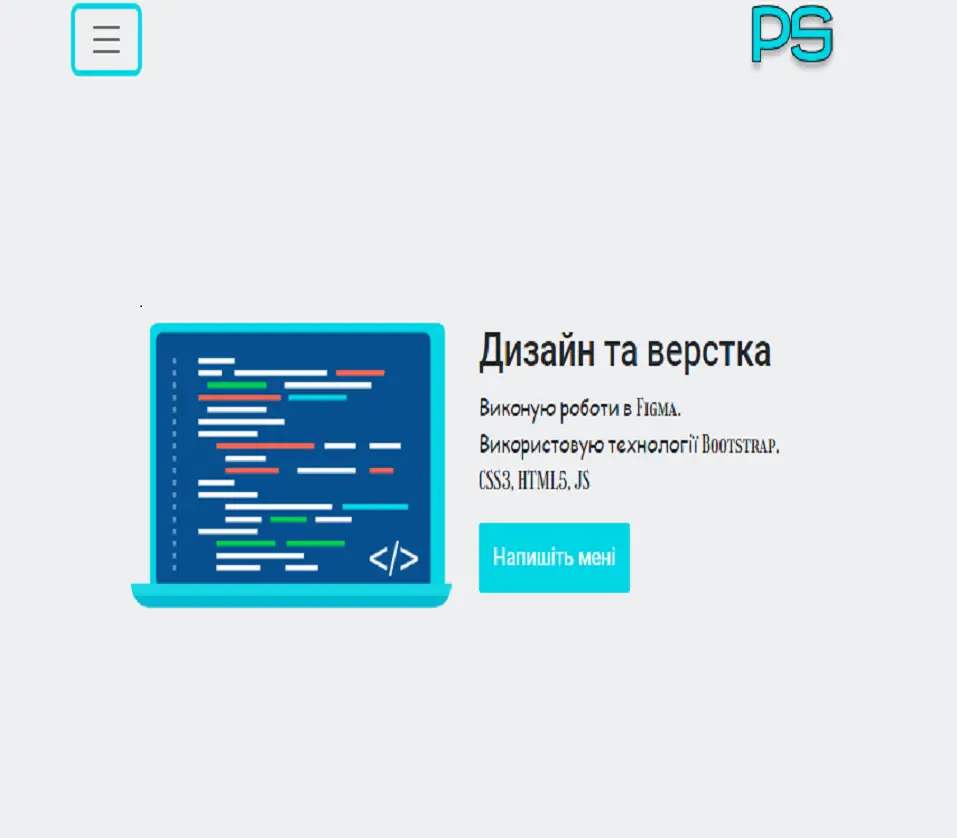 PS
Дизайн та верстка
Виконую роботи в Figma.
Використовую технології Bootstrap,
CSS3, HTML5, JS
</>
Напишіть мені